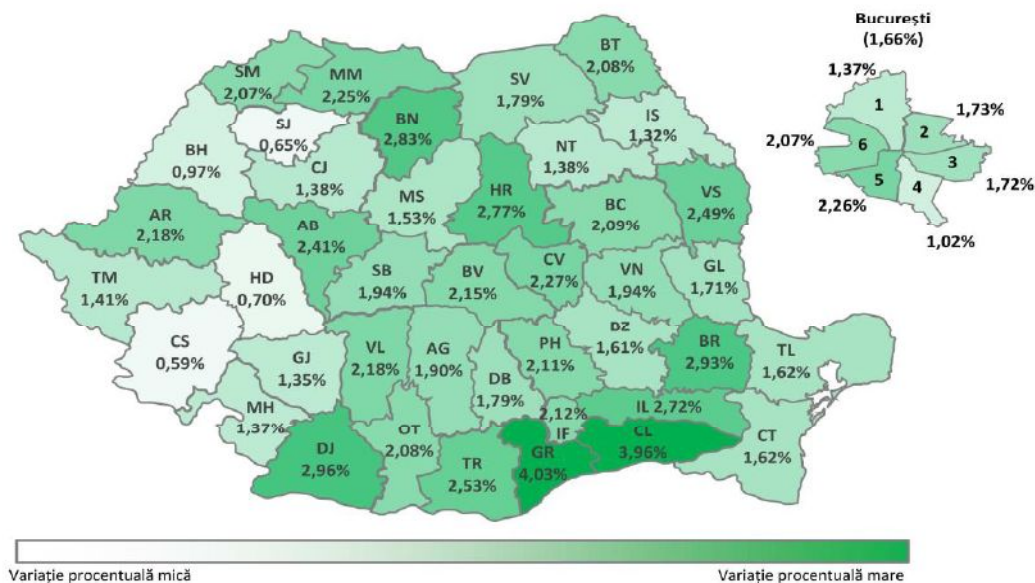 București
(1,66%)
1,37%
1
1,73%
2
2,07%
6
3
5
4
1,72%
2,26%
1,02%
BT
2,08%
SM
2,07%
MM
2,25%
SV
1,79%
BN
2,83%
IS
1,32%
SJ
0,65%
BH
0,97%
NT
1,38%
CJ
1,38%
MS
1,53%
HR
2,77%
BC
2,09%
VS
2,49%
AR
2,18%
AB
2,41%
TM
1,41%
HD
0,70%
SB
1,94%
BV
2,15%
CV
2,27%
VN
1,94%
GL
1,71%
CS
0,59%
GJ
1,35%
VL
2,18%
AG
1,90%
DB
1,79%
PH
2,11%
DZ
1,61%
BR
2,93%
TL
1,62%
MH
1,37%
DJ
2,96%
OT
2,08%
TR
2,53%
2,12%
IF
IL 2,72%
GR
4,03%
CL
3,96%
CT
1,62%
Variație procentuală mică
Variație procentuală mare